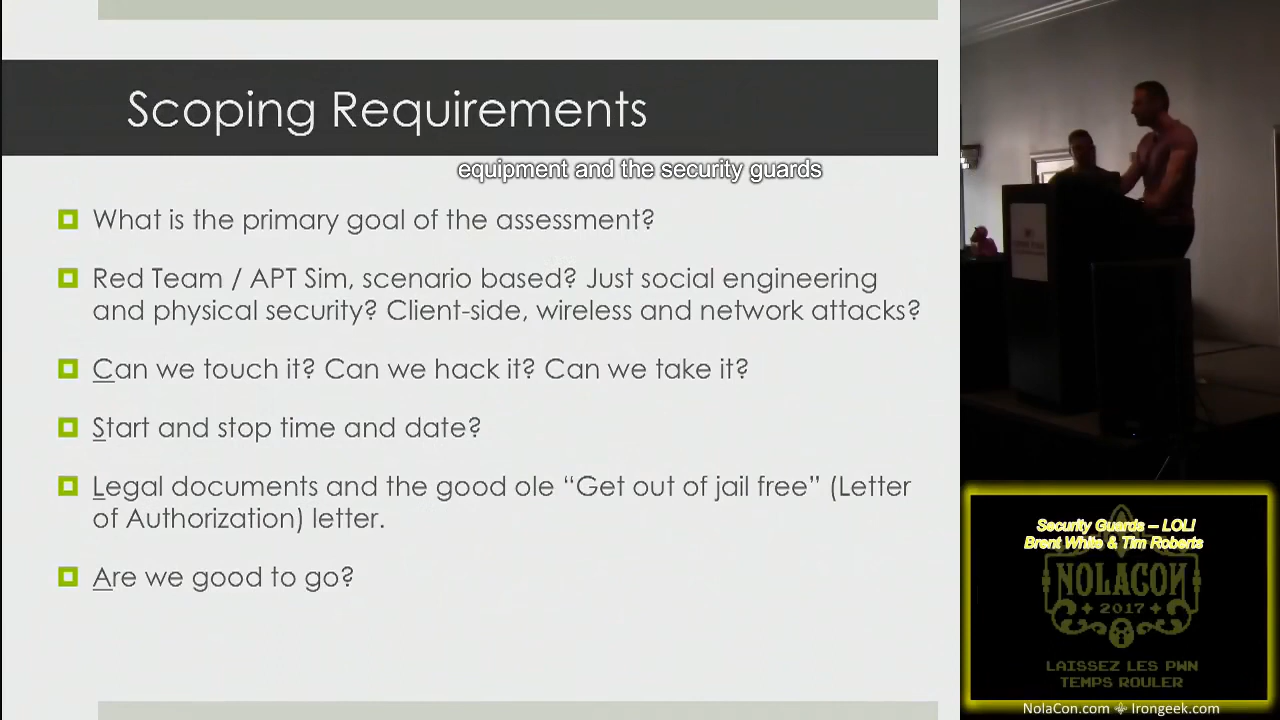 Scoping Requirements
equipment and the security guards
What is the primary goal of the assessment?
Red Team / APT Sim, scenario based? Just social engineering
and physical security? Client-side, wireless and network attacks?
Can we touch it? Can we hack it? Can we take it?
Start and stop time and date?
Legal documents and the good ole “Get out of jail free” (Letter
of Authorization) letter.
Are we good to go?
Security Guards -- LOL!
Brent White & Tim Roberts
NOLACON
2017
LAISSEZ LES PWN
TEMPS ROULER
NolaCon.com Irongeek.com